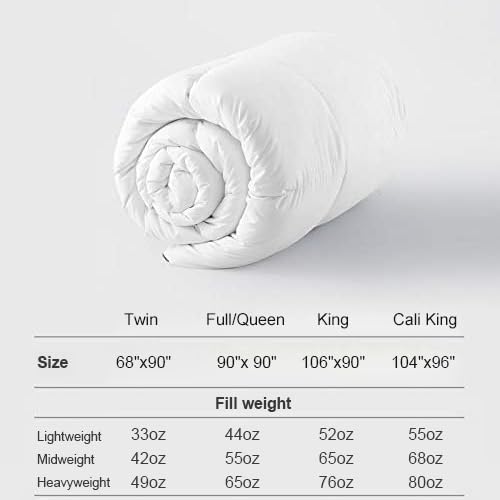 Twin Full/Queen King Cali King
Size 68"x90" 90"x 90" 106"x90" 104"x96"
Fill weight
Lightweight 33oz 44oz 52oz 55oz
Midweight 42oz 55oz 65oz 68oz
Heavyweight 49oz 65oz 76oz 80oz